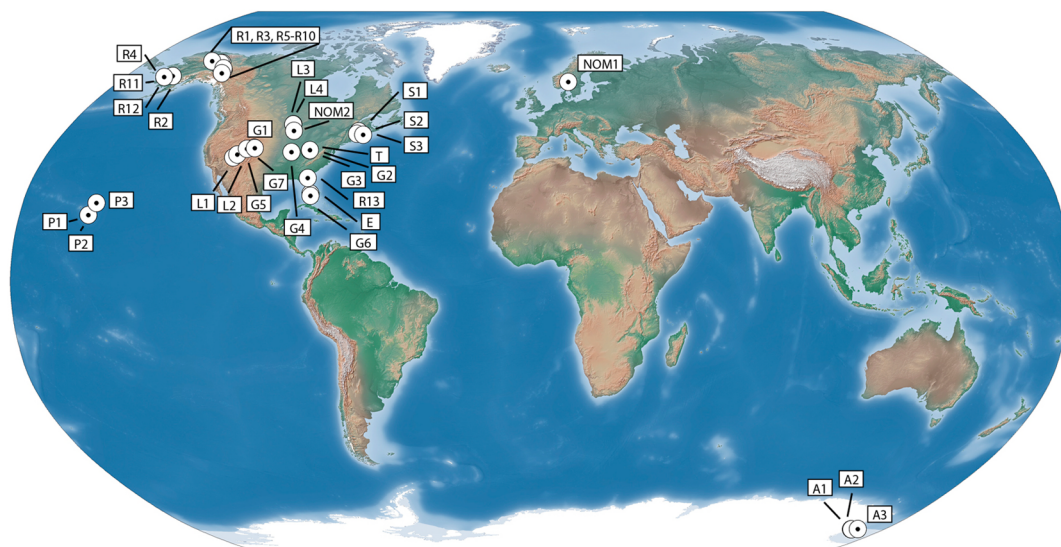 R1, R3, R5-R10
R4
R11
R12
R2
L3
L4
NOM2
NOM1
S1
S2
S3
G1
T
G2
G3
G7
R13
L1
L2
G5
E
G4
G6
P3
P1
P2
A2
A1
A3